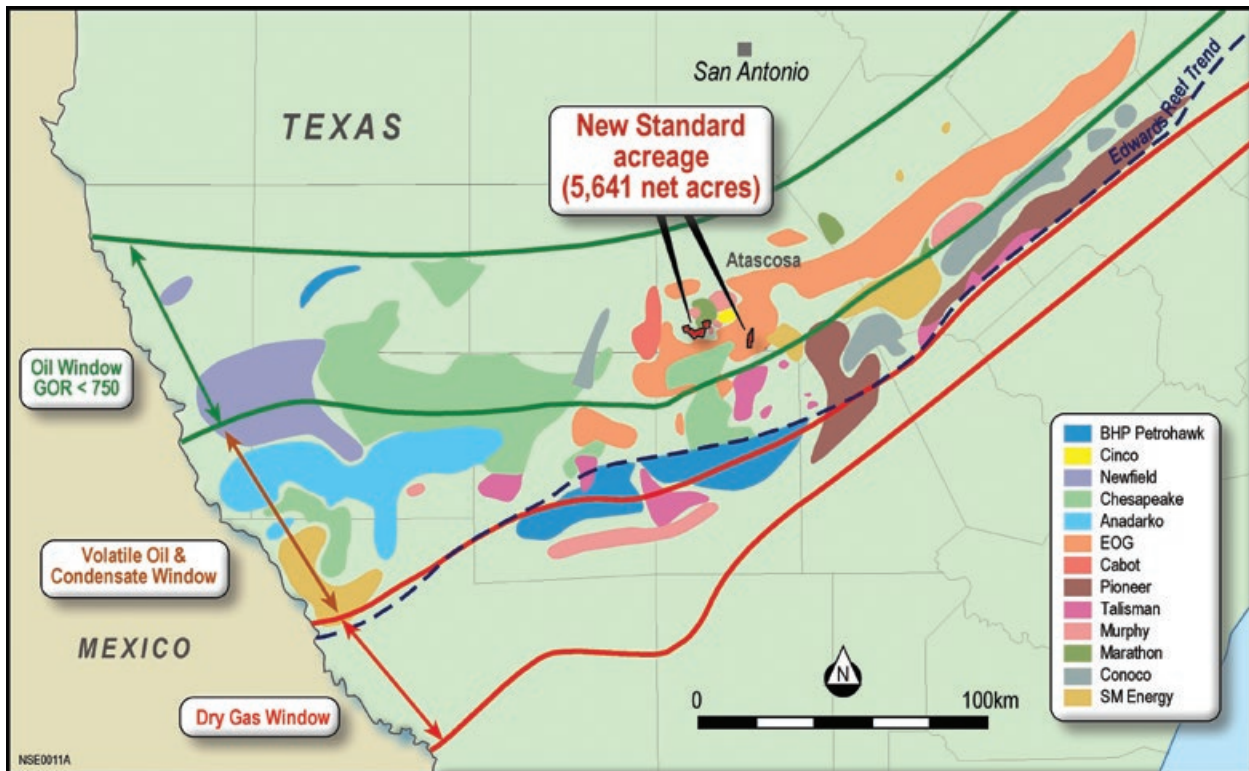 San Antonio
TEXAS
New Standard
acreage
(5,641 net acres)
Edwards Reef Trend
Atascosa
Oil Window
GOR < 750
Volatile Oil &
Condensate Window
MEXICO
Dry Gas Window
N
0
100km
BHP Petrohawk
Cinco
Newfield
Chesapeake
Anadarko
EOG
Cabot
Pioneer
Talisman
Murphy
Marathon
Conoco
SM Energy
NSE0011A